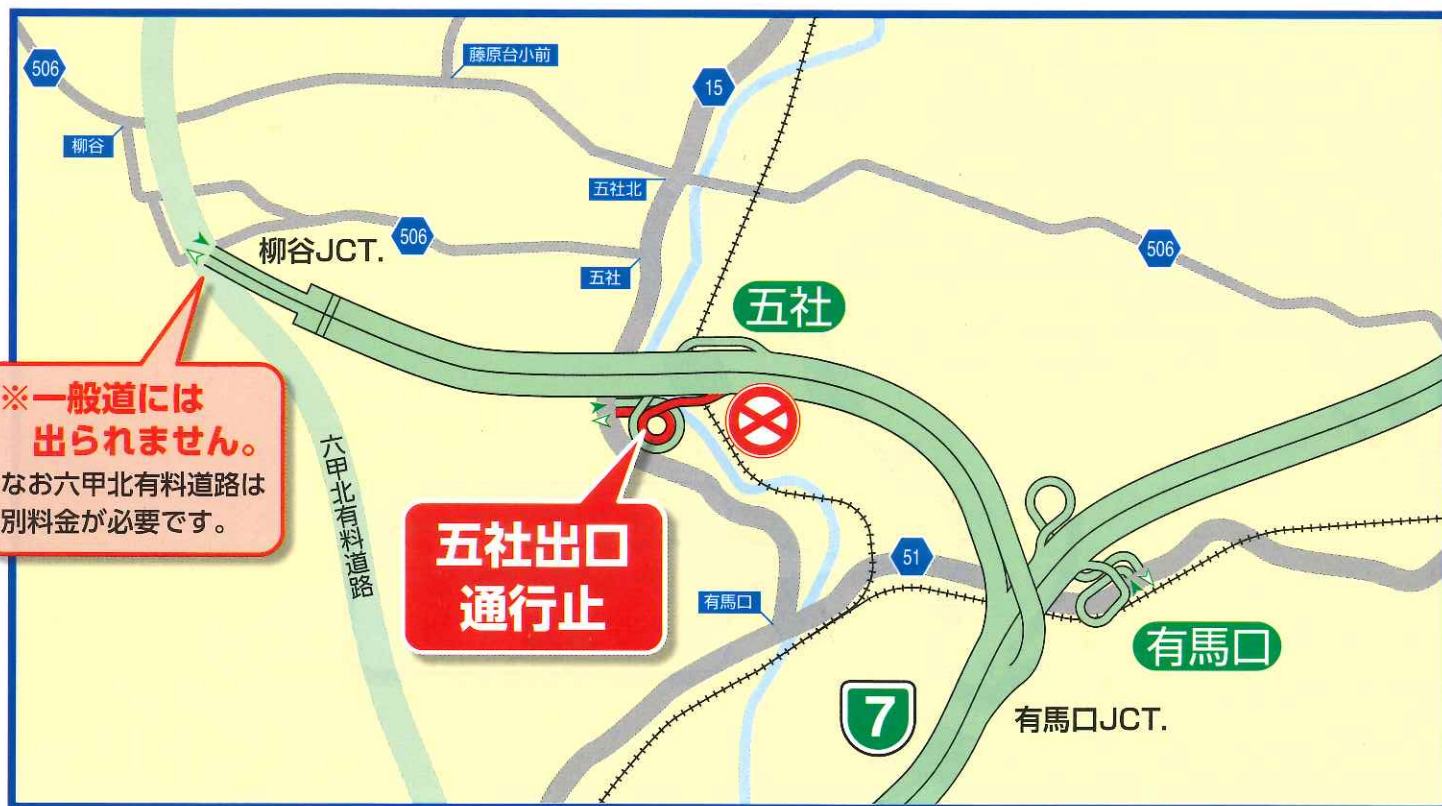 506
藤原台小前
15
柳谷
五社北
柳谷JCT.
506
五社
506
五社
※一般道には
出られません。
なお六甲北有料道路は
別料金が必要です。
六甲北有料道路
五社出口
通行止
51
有馬口
有馬口
7
有馬口JCT.